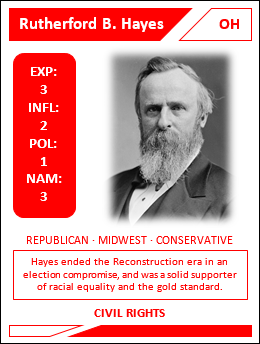 Rutherford B. Hayes
OH
EXP:
3
INFL:
2
POL:
1
NAM:
3
REPUBLICAN · MIDWEST · CONSERVATIVE
Hayes ended the Reconstruction era in an
election compromise, and was a solid supporter
of racial equality and the gold standard.
CIVIL RIGHTS